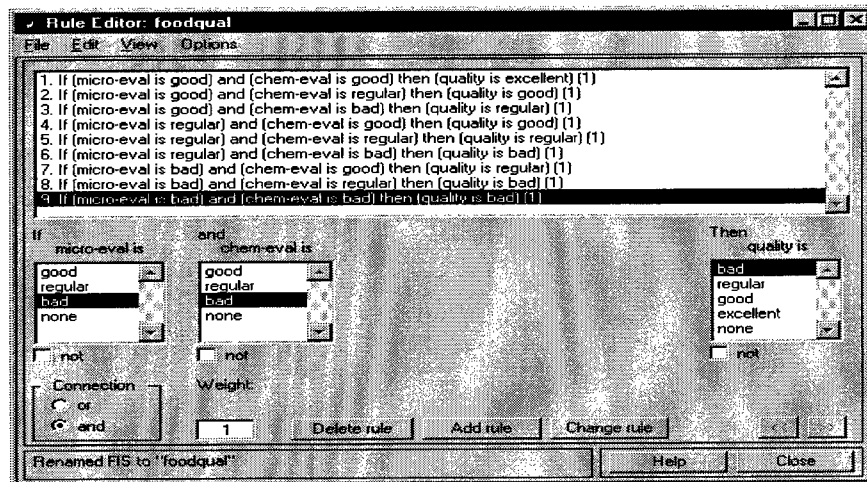 Rule Editor: foodqual
File Edit View Options
1. If (micro-eval is good) and (chem-eval is good) then (quality is excellent) (1)
2. If (micro-eval is good) and (chem-eval is regular) then (quality is good) (1)
3. If (micro-eval is good) and (chem-eval is bad) then (quality is regular) (1)
4. If (micro-eval is regular) and (chem-eval is good) then (quality is good) (1)
5. If (micro-eval is regular) and (chem-eval is regular) then (quality is regular) (1)
6. If (micro-eval is regular) and (chem-eval is bad) then (quality is bad) (1)
7. If (micro-eval is bad) and (chem-eval is good) then (quality is regular) (1)
8. If (micro-eval is bad) and (chem-eval is regular) then (quality is bad) (1)
9. If (micro-eval is bad) and (chem-eval is bad) then (quality is bad) (1)
If
micro-eval is
good
regular
bad
none
not
and
chem-eval is
good
regular
bad
none
not
Then
quality is
bad
regular
good
excellent
none
not
Connection
or
and
Weight:
1
Delete rule
Add rule
Change rule
<<
>>
Renamed FIS to "foodqual"
Help
Close